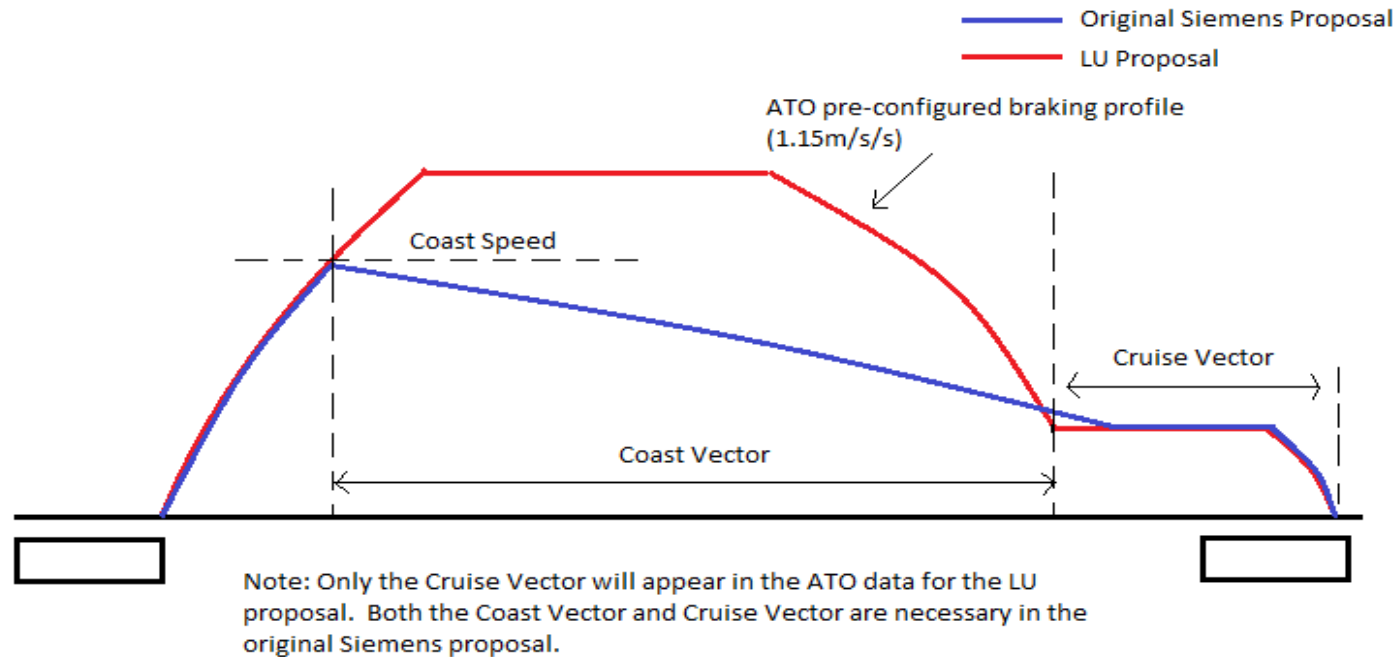 Original Siemens Proposal
LU Proposal
ATO pre-configured braking profile
(1.15m/s/s)
Coast Speed
Cruise Vector
Coast Vector
Note: Only the Cruise Vector will appear in the ATO data for the LU
proposal.  Both the Coast Vector and Cruise Vector are necessary in the
original Siemens proposal.